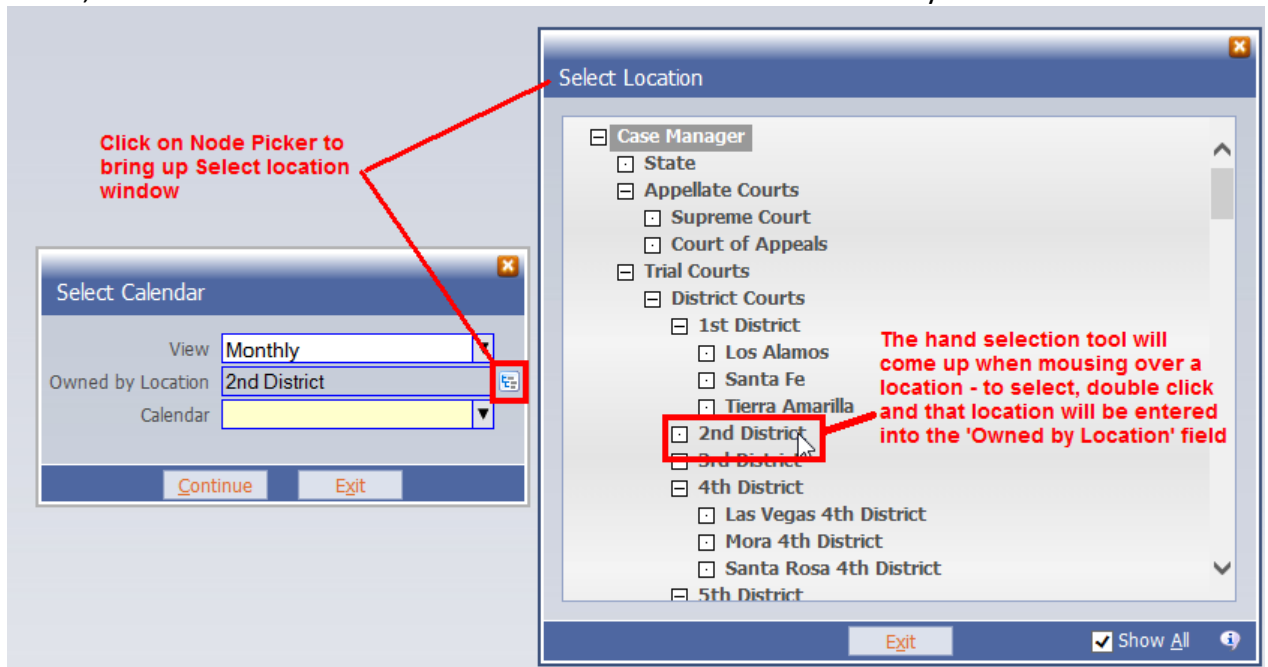 Click on Node Picker to
bring up Select location
window
Select Calendar
View Monthly
Owned by Location 2nd District
Calendar
Continue Exit
Select Location
Case Manager
State
Appellate Courts
Supreme Court
Court of Appeals
Trial Courts
District Courts
1st District
Los Alamos
Santa Fe
Tierra Amarilla
2nd District
3rd District
4th District
Las Vegas 4th District
Mora 4th District
Santa Rosa 4th District
5th District
The hand selection tool will
come up when mousing over a
location - to select, double click
and that location will be entered
into the 'Owned by Location' field
Exit Show All